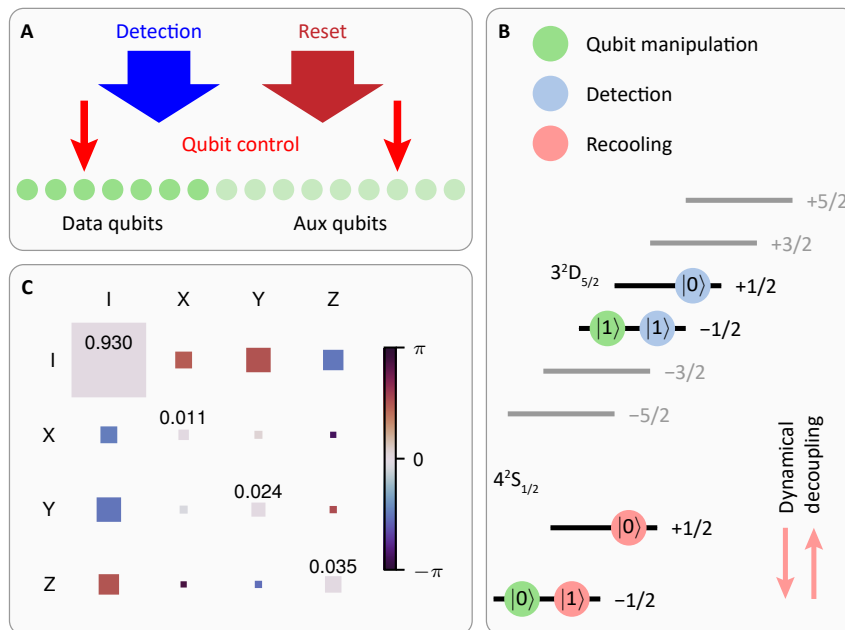 A
Detection
Reset
Qubit control
Data qubits
Aux qubits
B
Qubit manipulation
Detection
Recooling
+5/2
+3/2
3²D₅/₂
|0⟩
+1/2
|1⟩ |1⟩
−1/2
−3/2
−5/2
4²S₁/₂
|0⟩
+1/2
|0⟩ |1⟩
−1/2
Dynamical
decoupling
C
I X Y Z
I
0.930
X
0.011
Y
0.024
Z
0.035
π
0
−π